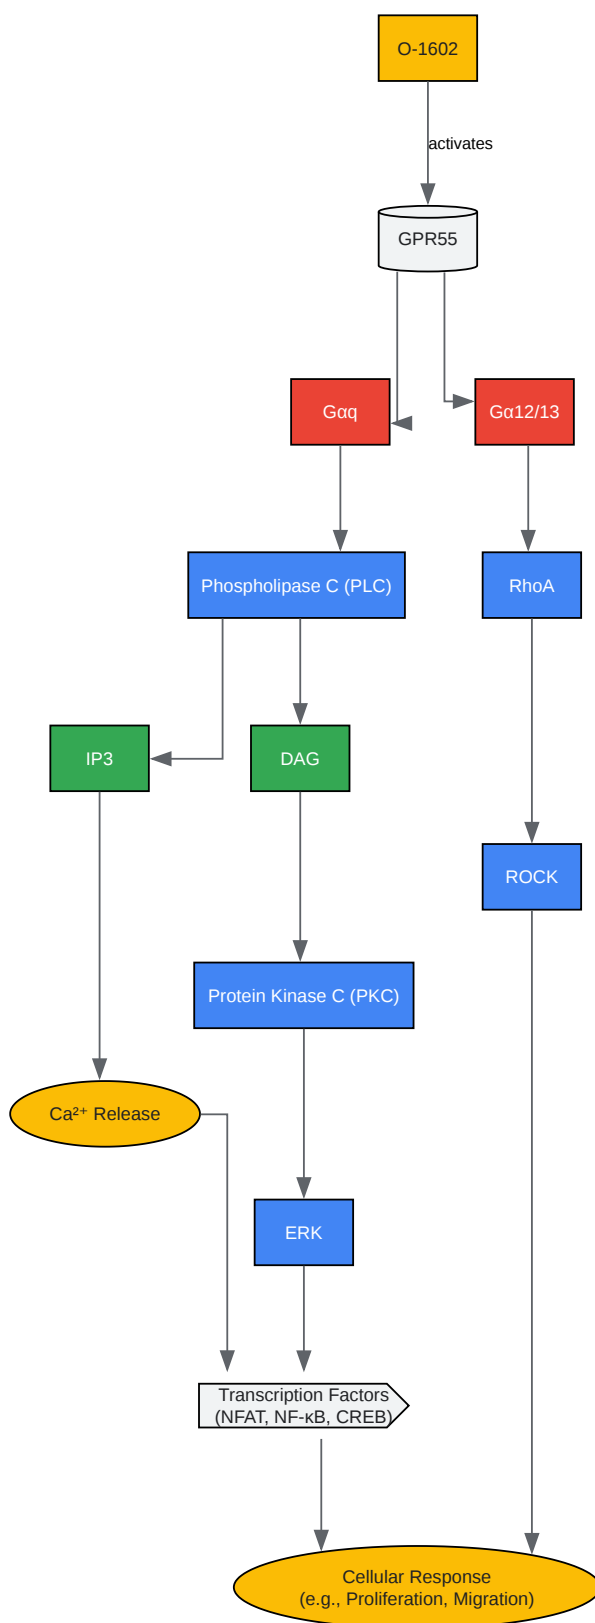 O-1602
activates
GPR55
Gαq
Gα12/13
Phospholipase C (PLC)
RhoA
IP3
DAG
ROCK
Protein Kinase C (PKC)
Ca²⁺ Release
ERK
Transcription Factors
(NFAT, NF-κB, CREB)
Cellular Response
(e.g., Proliferation, Migration)